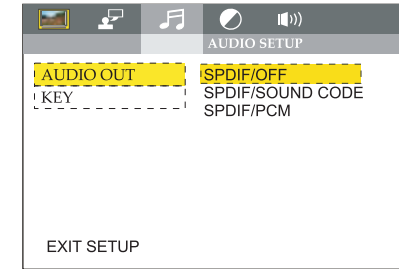 AUDIO SETUP
AUDIO OUT
KEY
SPDIF/OFF
SPDIF/SOUND CODE
SPDIF/PCM
EXIT SETUP